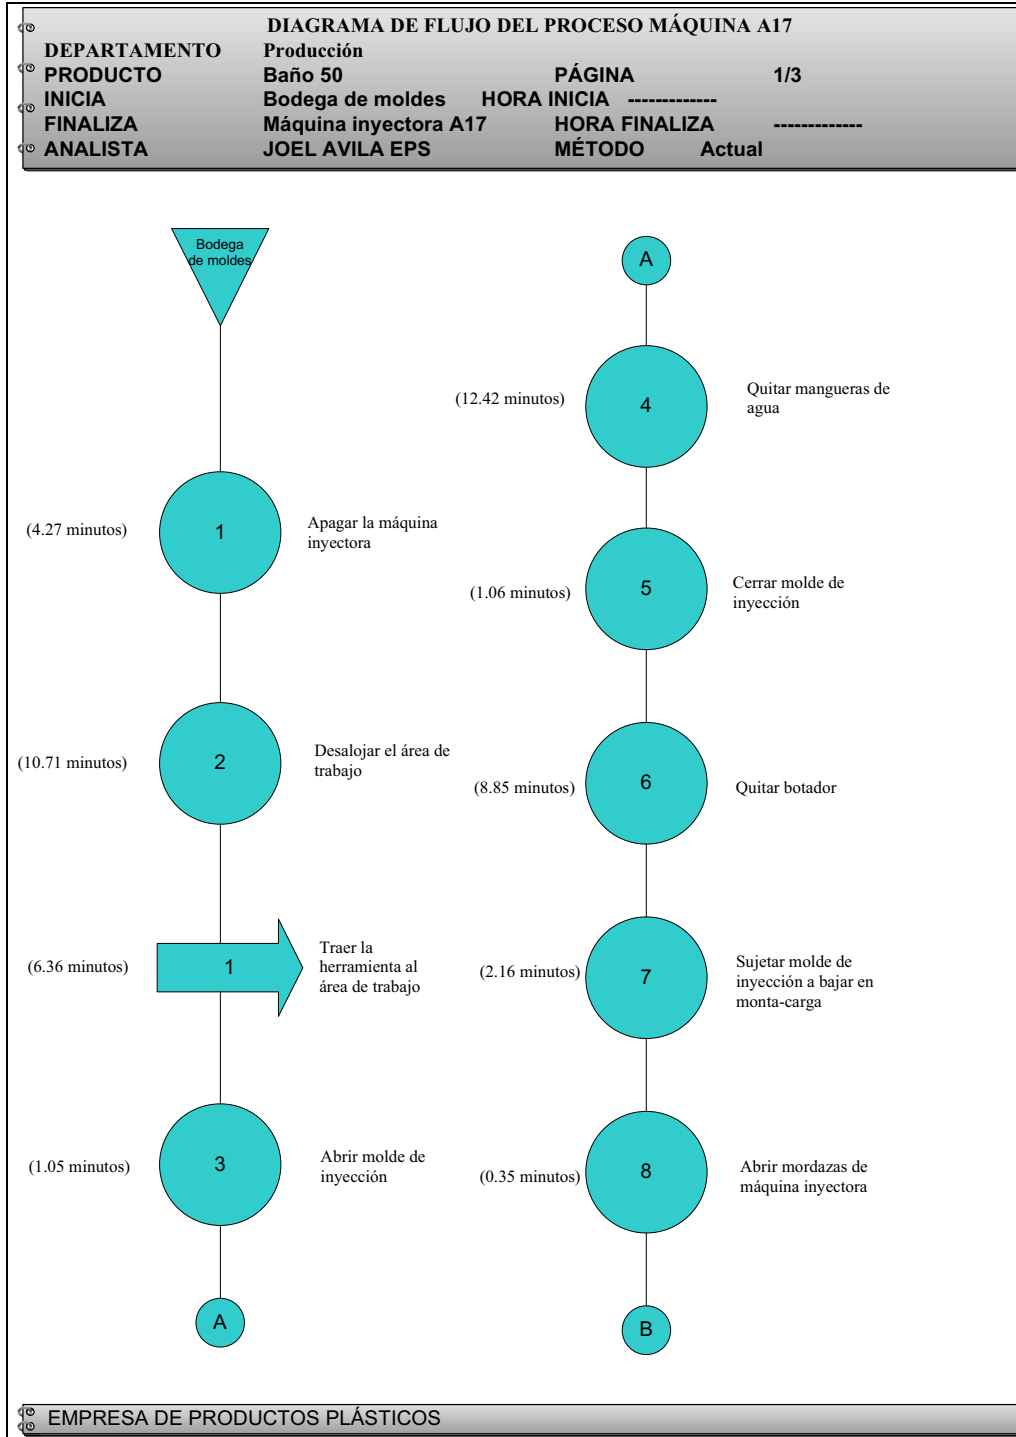 DIAGRAMA DE FLUJO DEL PROCESO MÁQUINA A17
DEPARTAMENTO Producción
PRODUCTO Baño 50 PÁGINA 1/3
INICIA Bodega de moldes HORA INICIA -------------
FINALIZA Máquina inyectora A17 HORA FINALIZA -------------
ANALISTA JOEL AVILA EPS MÉTODO Actual
Bodega
de moldes
(4.27 minutos) 1 Apagar la máquina
inyectora
(10.71 minutos) 2 Desalojar el área de
trabajo
(6.36 minutos) 1 Traer la
herramienta al
área de trabajo
(1.05 minutos) 3 Abrir molde de
inyección
A
A
(12.42 minutos) 4 Quitar mangueras de
agua
(1.06 minutos) 5 Cerrar molde de
inyección
(8.85 minutos) 6 Quitar botador
(2.16 minutos) 7 Sujetar molde de
inyección a bajar en
monta-carga
(0.35 minutos) 8 Abrir mordazas de
máquina inyectora
B
EMPRESA DE PRODUCTOS PLÁSTICOS